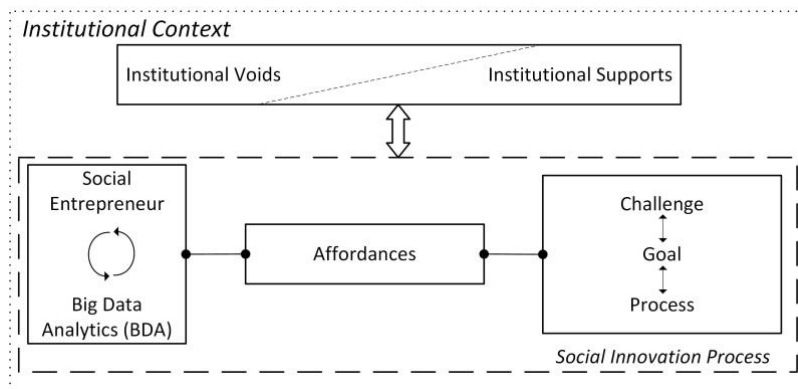 Institutional Context
Institutional Voids
Institutional Supports
Social
Entrepreneur
Big Data
Analytics (BDA)
Affordances
Challenge
Goal
Process
Social Innovation Process